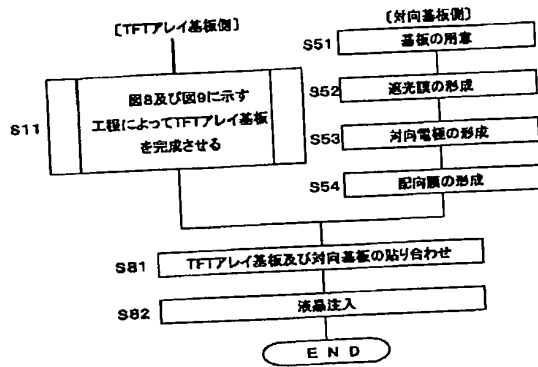 [TFTアレイ基板側]
S11
図8及び図9に示す
工程によってTFTアレイ基板
を完成させる
[対向基板側]
S51
基板の用意
S52
遮光膜の形成
S53
対向電極の形成
S54
配向膜の形成
S81
TFTアレイ基板及び対向基板の貼り合わせ
S82
液晶注入
END